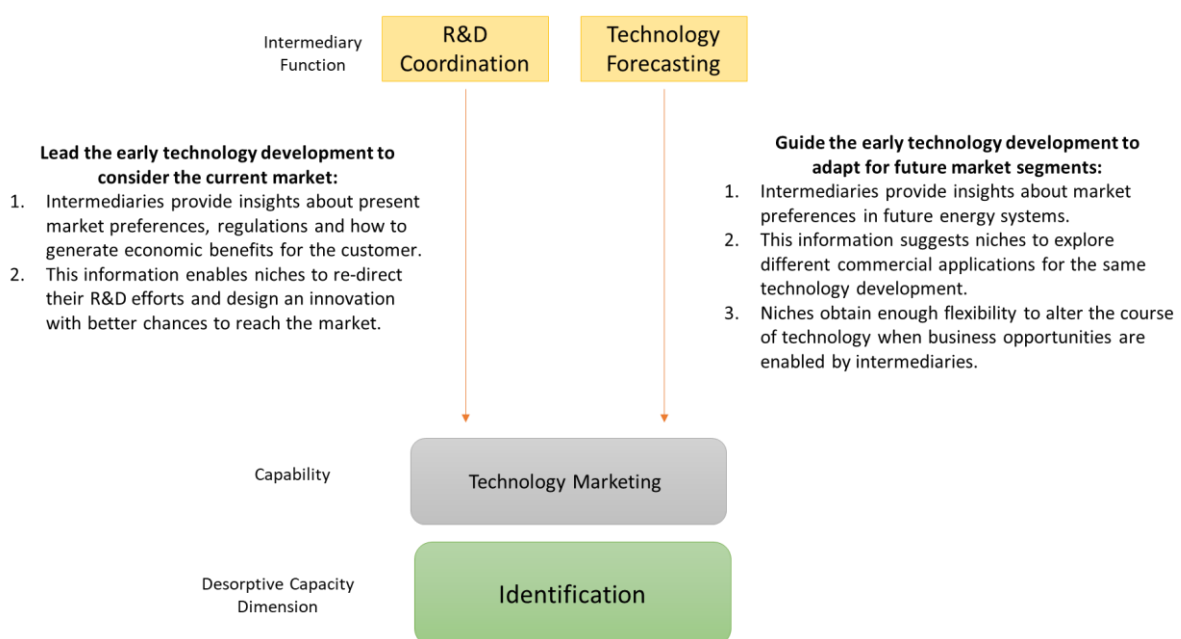 Intermediary
Function
R&D
Coordination
Technology
Forecasting
Lead the early technology development to
consider the current market:
1. Intermediaries provide insights about present
market preferences, regulations and how to
generate economic benefits for the customer.
2. This information enables niches to re-direct
their R&D efforts and design an innovation
with better chances to reach the market.
Guide the early technology development to
adapt for future market segments:
1. Intermediaries provide insights about market
preferences in future energy systems.
2. This information suggests niches to explore
different commercial applications for the same
technology development.
3. Niches obtain enough flexibility to alter the course
of technology when business opportunities are
enabled by intermediaries.
Capability
Technology Marketing
Desorptive Capacity
Dimension
Identification